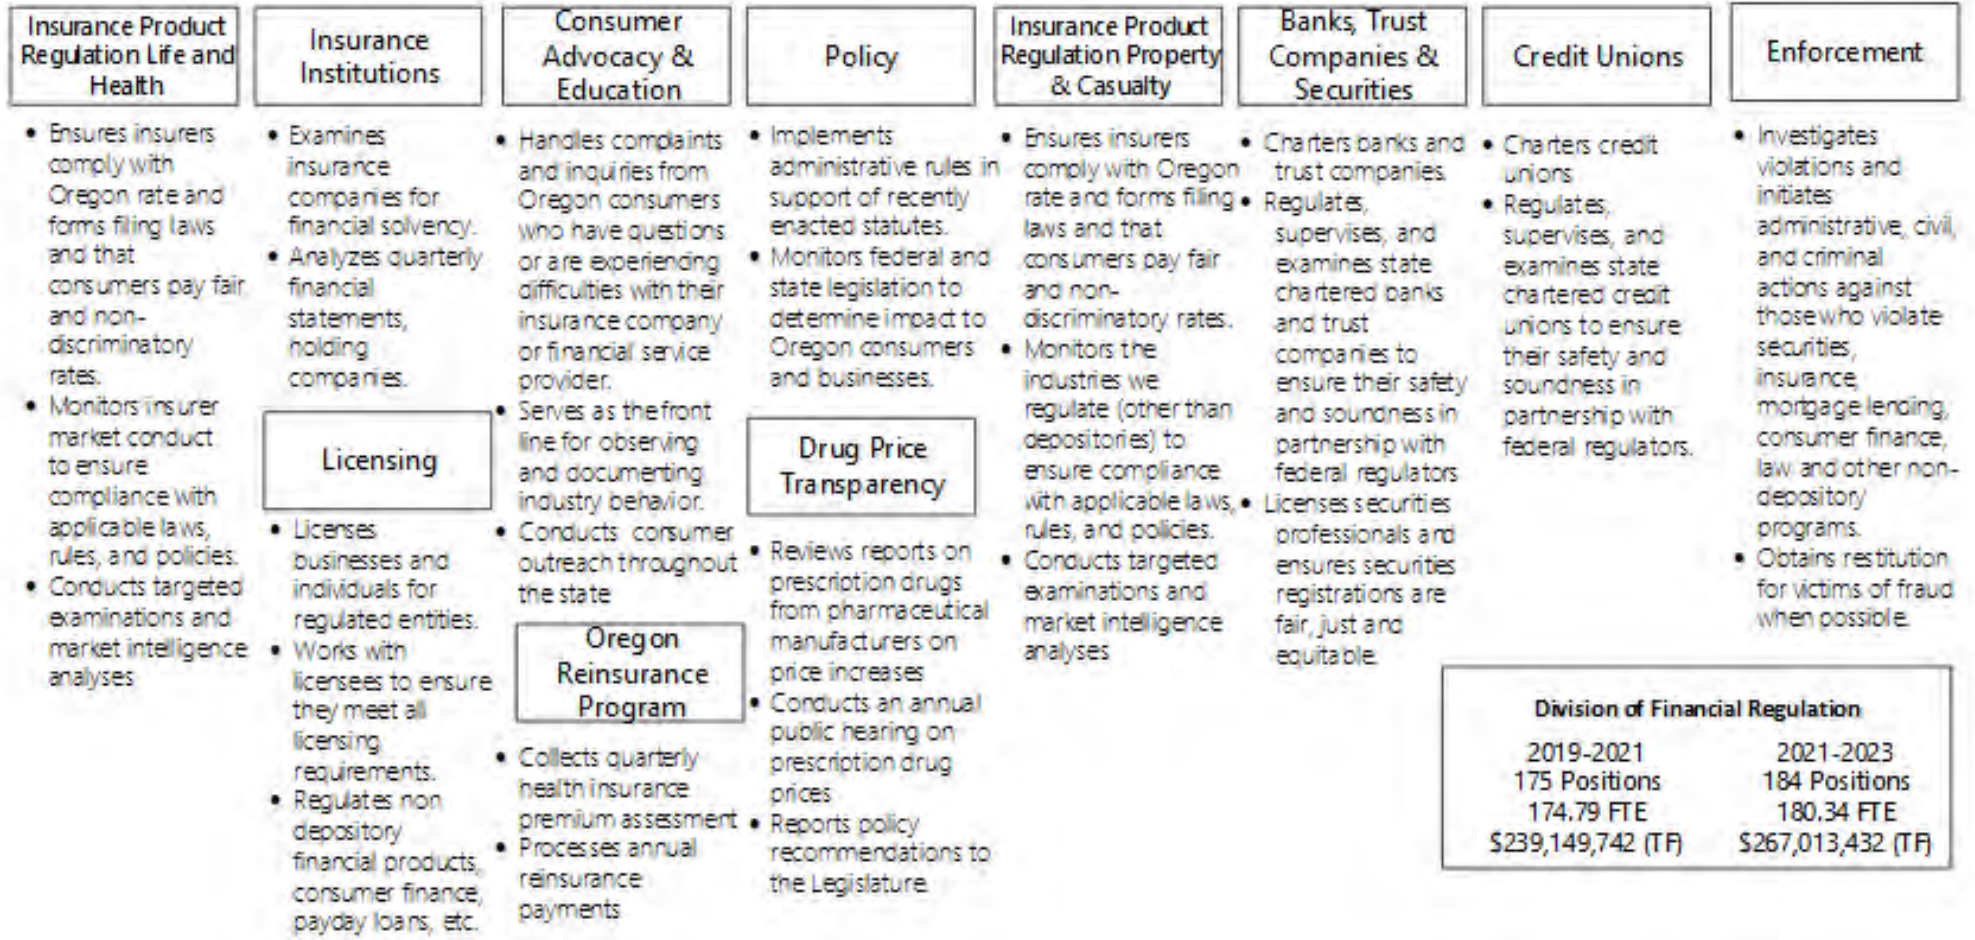 Insurance Product
Regulation Life and
Health
• Ensures insurers
comply with
Oregon rate and
forms filing laws
and that
consumers pay fair
and non-
discriminatory
rates.
• Monitors insurer
market conduct
to ensure
compliance with
applicable laws,
rules, and policies.
• Conducts targeted
examinations and
market intelligence
analyses
Insurance
Institutions
• Examines
insurance
companies for
financial solvency.
• Analyzes quarterly
financial
statements,
holding
companies.
Licensing
• Licenses
businesses and
individuals for
regulated entities.
• Works with
licensees to ensure
they meet all
licensing
requirements.
• Regulates non
depository
financial products,
consumer finance,
payday loans, etc.
Consumer
Advocacy &
Education
• Handles complaints
and inquiries from
Oregon consumers
who have questions
or are experiencing
difficulties with their
insurance company
or financial service
provider.
• Serves as the front
line for observing
and documenting
industry behavior.
• Conducts consumer
outreach throughout
the state
Oregon
Reinsurance
Program
• Collects quarterly
health insurance
premium assessment
• Processes annual
reinsurance
payments
Policy
• Implements
administrative rules in
support of recently
enacted statutes.
• Monitors federal and
state legislation to
determine impact to
Oregon consumers
and businesses.
Drug Price
Transparency
• Reviews reports on
prescription drugs
from pharmaceutical
manufacturers on
price increases
• Conducts an annual
public hearing on
prescription drug
prices
• Reports policy
recommendations to
the Legislature.
Insurance Product
Regulation Property
& Casualty
• Ensures insurers
comply with Oregon
rate and forms filing
laws and that
consumers pay fair
and non-
discriminatory rates.
• Monitors the
industries we
regulate (other than
depositories) to
ensure compliance
with applicable laws,
rules, and policies.
• Conducts targeted
examinations and
market intelligence
analyses
Banks, Trust
Companies &
Securities
• Charters banks and
trust companies.
• Regulates,
supervises, and
examines state
chartered banks
and trust
companies to
ensure their safety
and soundness in
partnership with
federal regulators
• Licenses securities
professionals and
ensures securities
registrations are
fair, just and
equitable.
Credit Unions
• Charters credit
unions
• Regulates,
supervises, and
examines state
chartered credit
unions to ensure
their safety and
soundness in
partnership with
federal regulators.
Enforcement
• Investigates
violations and
initiates
administrative, civil,
and criminal
actions against
those who violate
securities,
insurance,
mortgage lending,
consumer finance,
law and other non-
depository
programs.
• Obtains restitution
for victims of fraud
when possible.
Division of Financial Regulation
2019-2021 2021-2023
175 Positions 184 Positions
174.79 FTE 180.34 FTE
$239,149,742 (TF) $267,013,432 (TF)